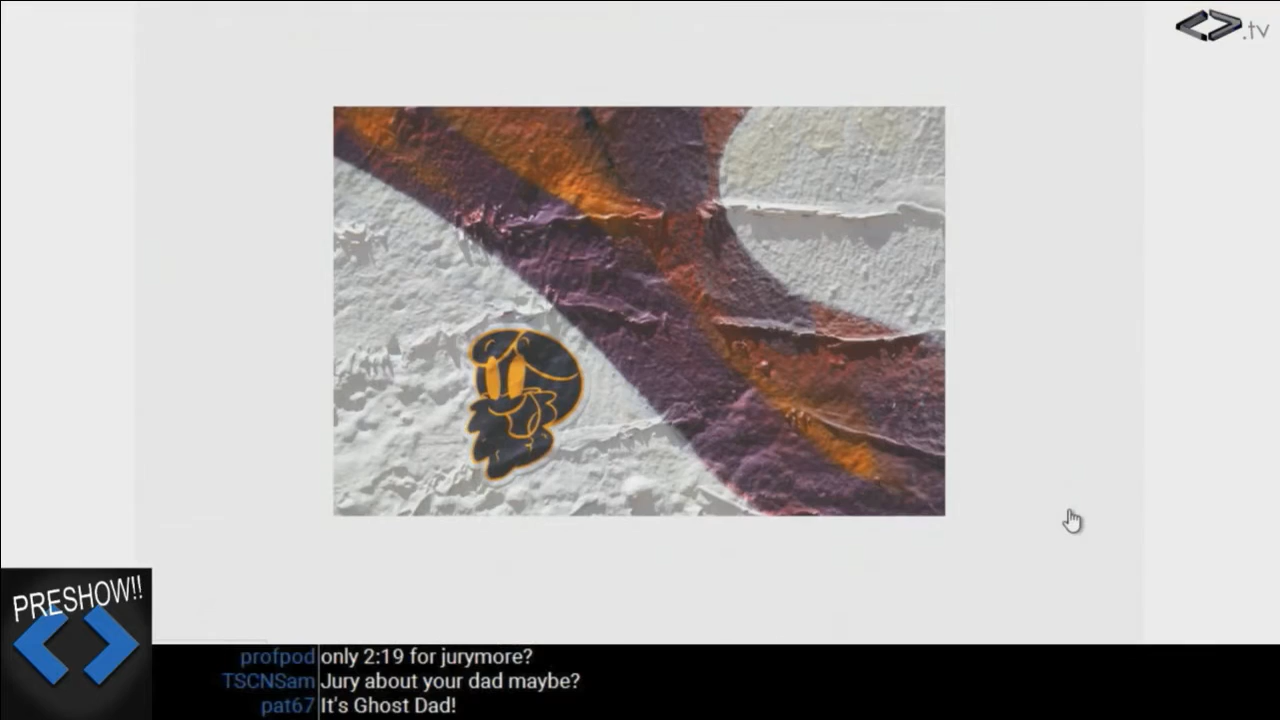 <>.tv
PRESHOW!!
profpod only 2:19 for jurymore?
TSCNSam Jury about your dad maybe?
pat67 It's Ghost Dad!